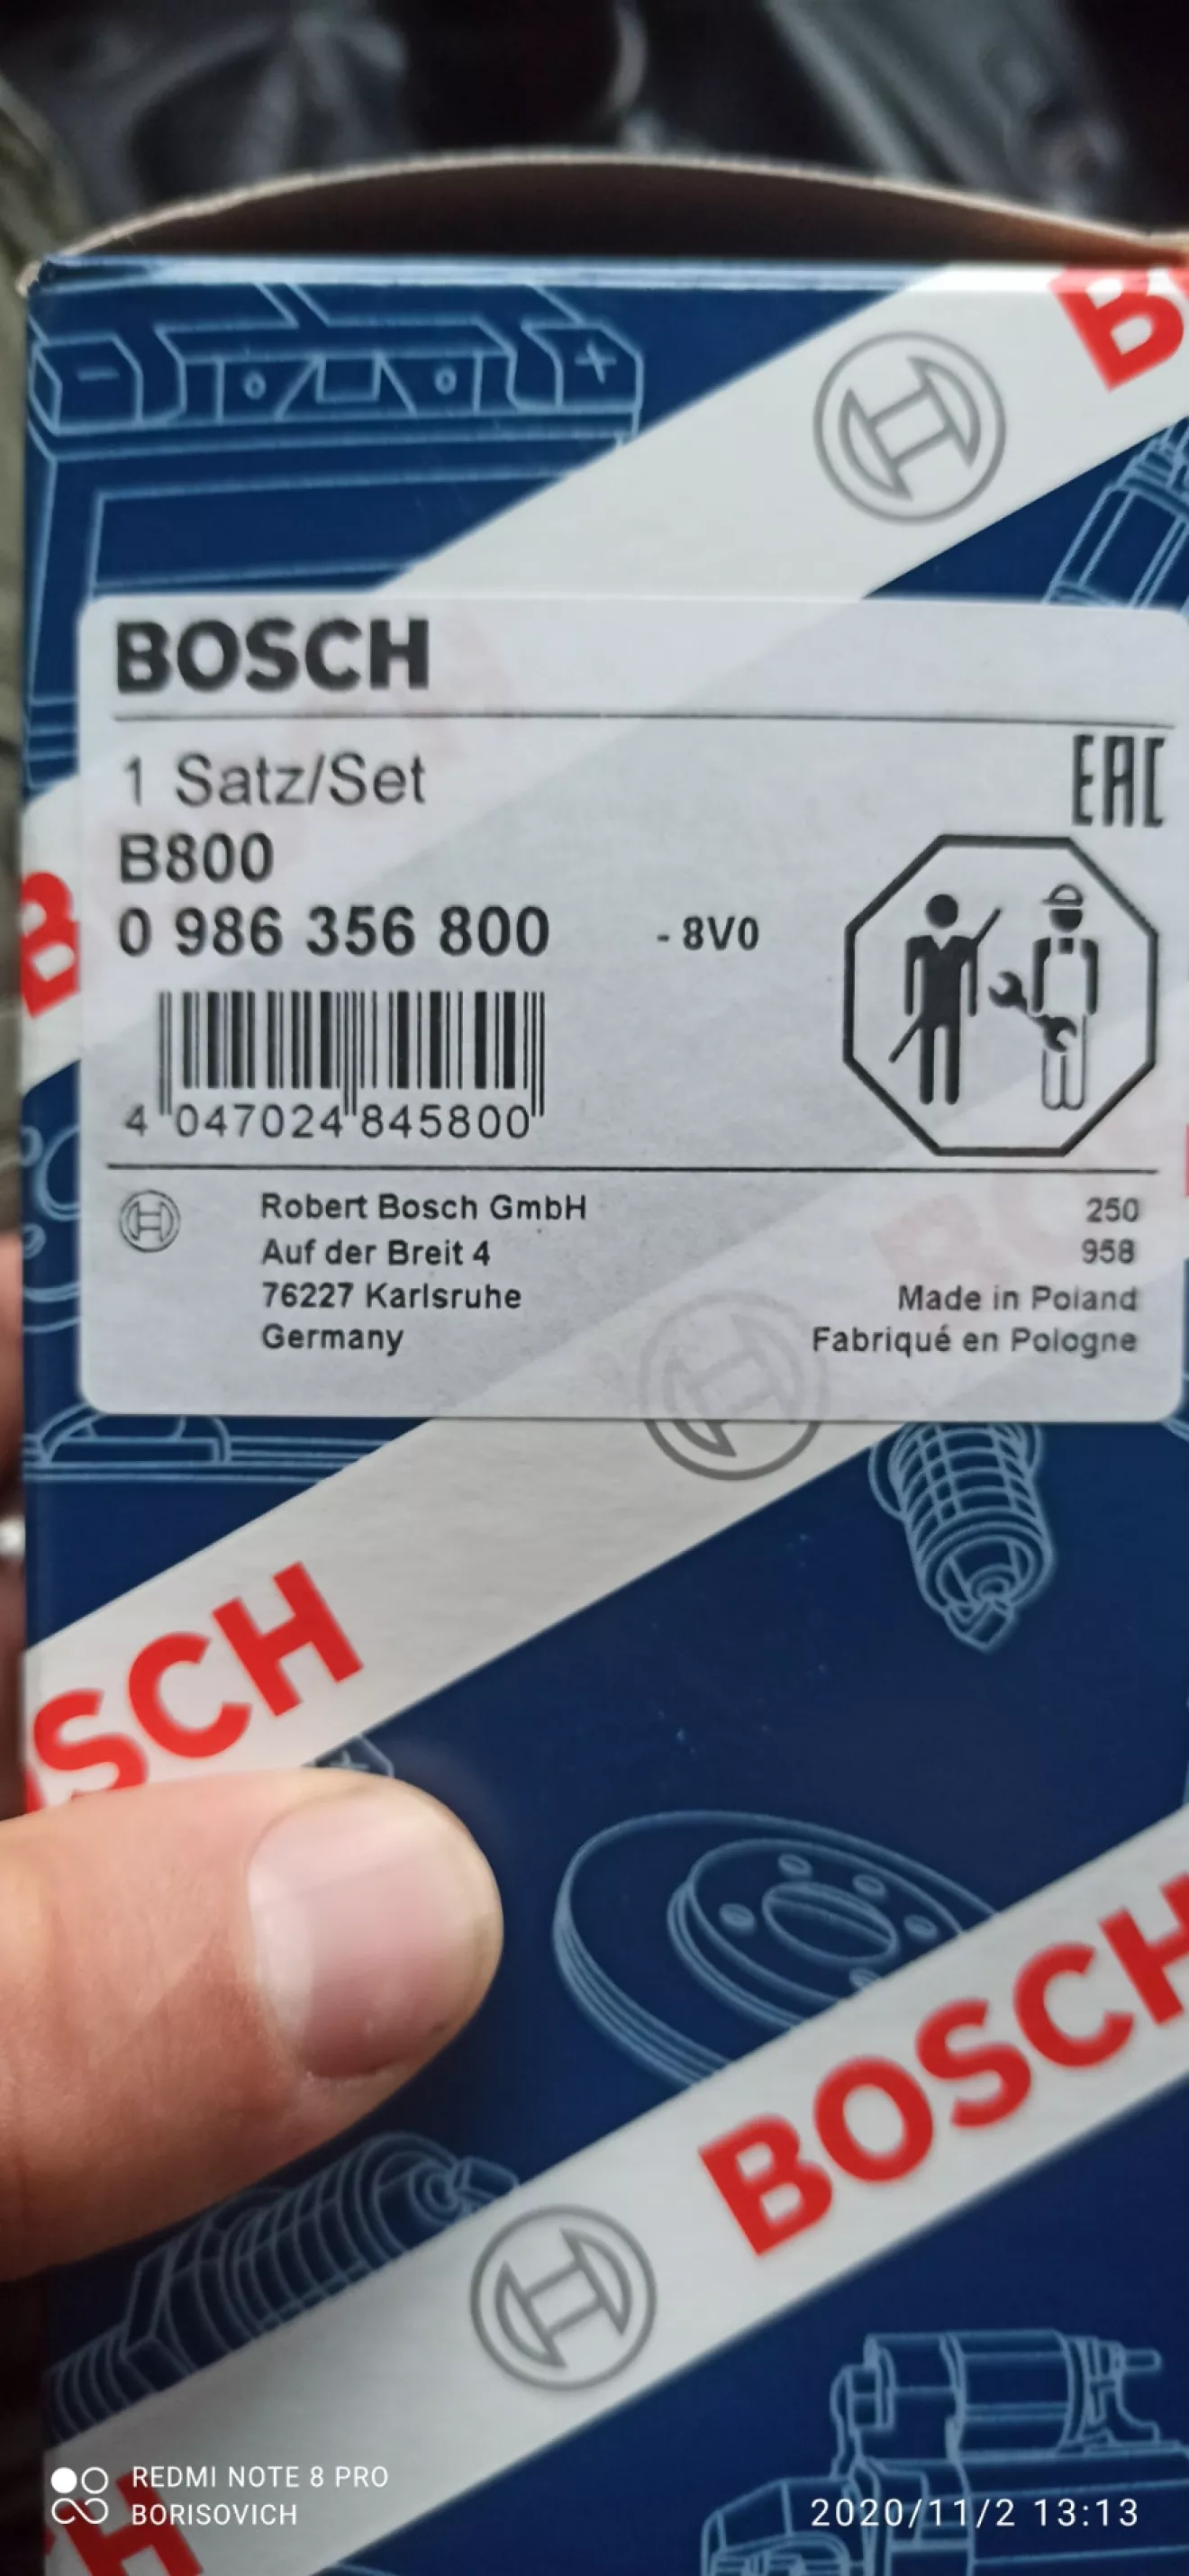 B
BOSCH
1 Satz/Set
EAC
B800
0 986 356 800 - 8V0
B
4 047024 845800
Robert Bosch GmbH
Auf der Breit 4
76227 Karlsruhe
Germany
250
958
Made in Poland
Fabriqué en Pologne
SCH
BOSCH
H
REDMI NOTE 8 PRO
BORISOVICH
2020/11/2 13:13